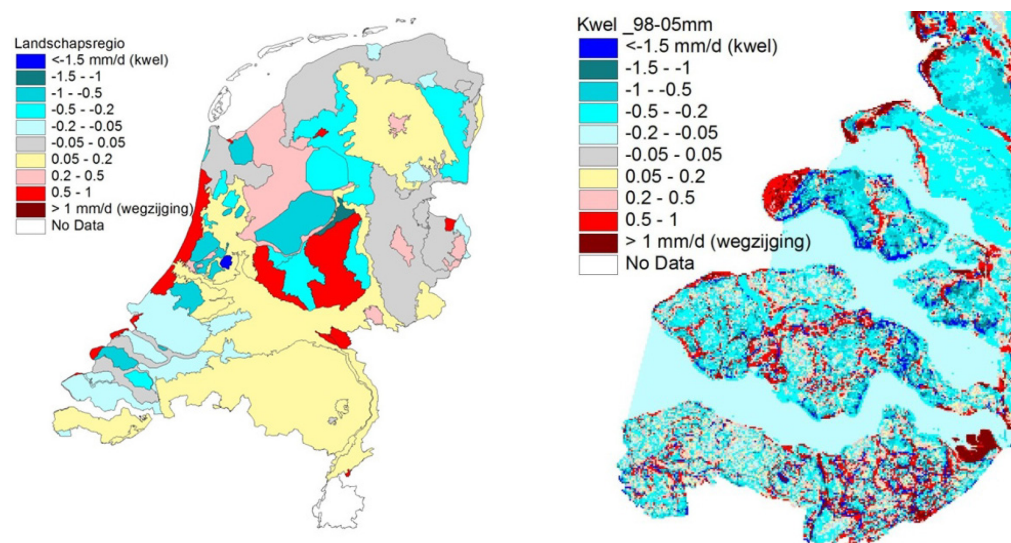 Landschapsregio
<-1.5 mm/d (kwel)
-1.5 - -1
-1 - -0.5
-0.5 - -0.2
-0.2 - -0.05
-0.05 - 0.05
0.05 - 0.2
0.2 - 0.5
0.5 - 1
> 1 mm/d (wegzijging)
No Data
Kwel _98-05mm
<-1.5 mm/d (kwel)
-1.5 - -1
-1 - -0.5
-0.5 - -0.2
-0.2 - -0.05
-0.05 - 0.05
0.05 - 0.2
0.2 - 0.5
0.5 - 1
> 1 mm/d (wegzijging)
No Data